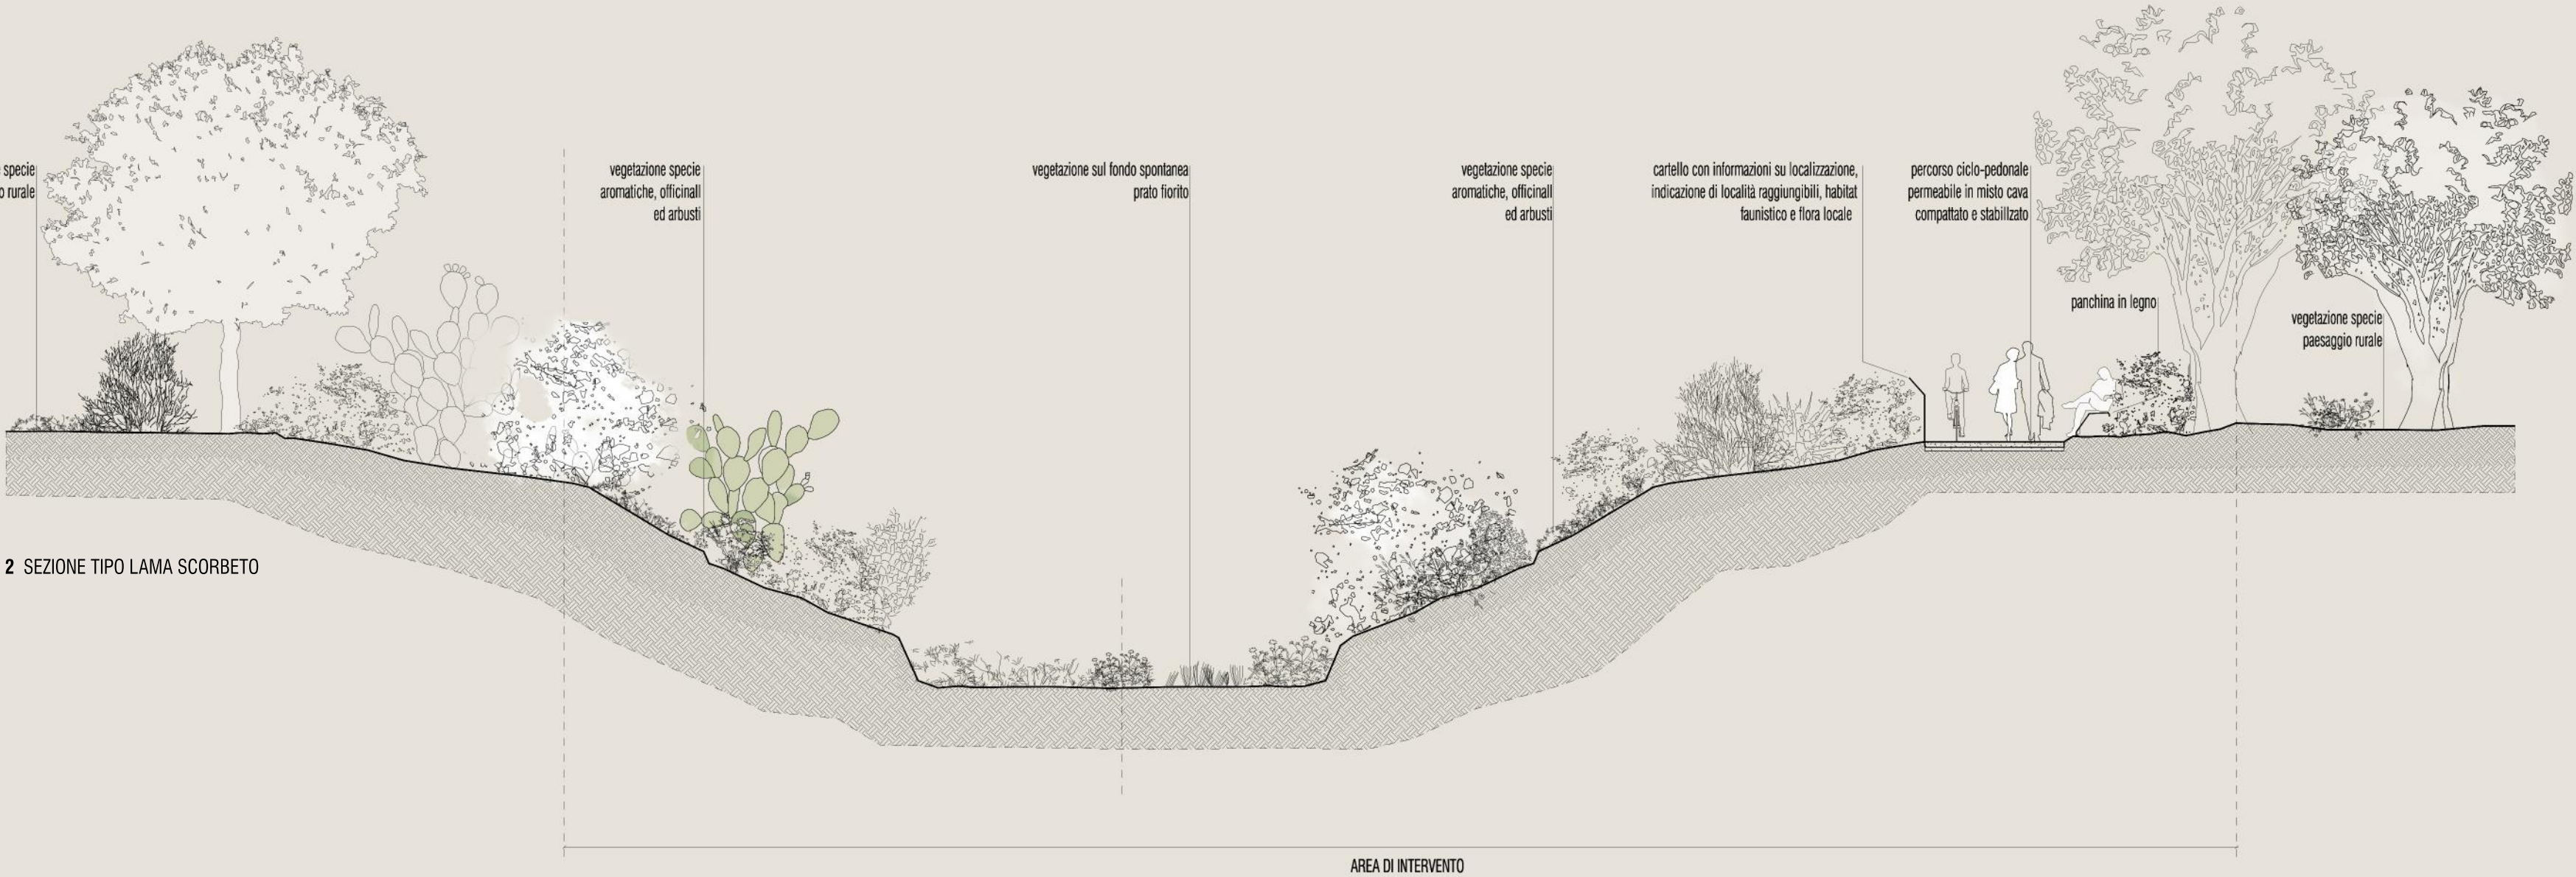 specie
o rurale
vegetazione specie
aromatiche, officinali
ed arbusti
vegetazione sul fondo spontanea
prato fiorito
vegetazione specie
aromatiche, officinali
ed arbusti
cartello con informazioni su localizzazione,
indicazione di località raggiungibili, habitat
faunistico e flora locale
percorso ciclo-pedonale
permeabile in misto cava
compattato e stabilizato
panchina in legno
vegetazione specie
paesaggio rurale
2 SEZIONE TIPO LAMA SCORBETO
AREA DI INTERVENTO